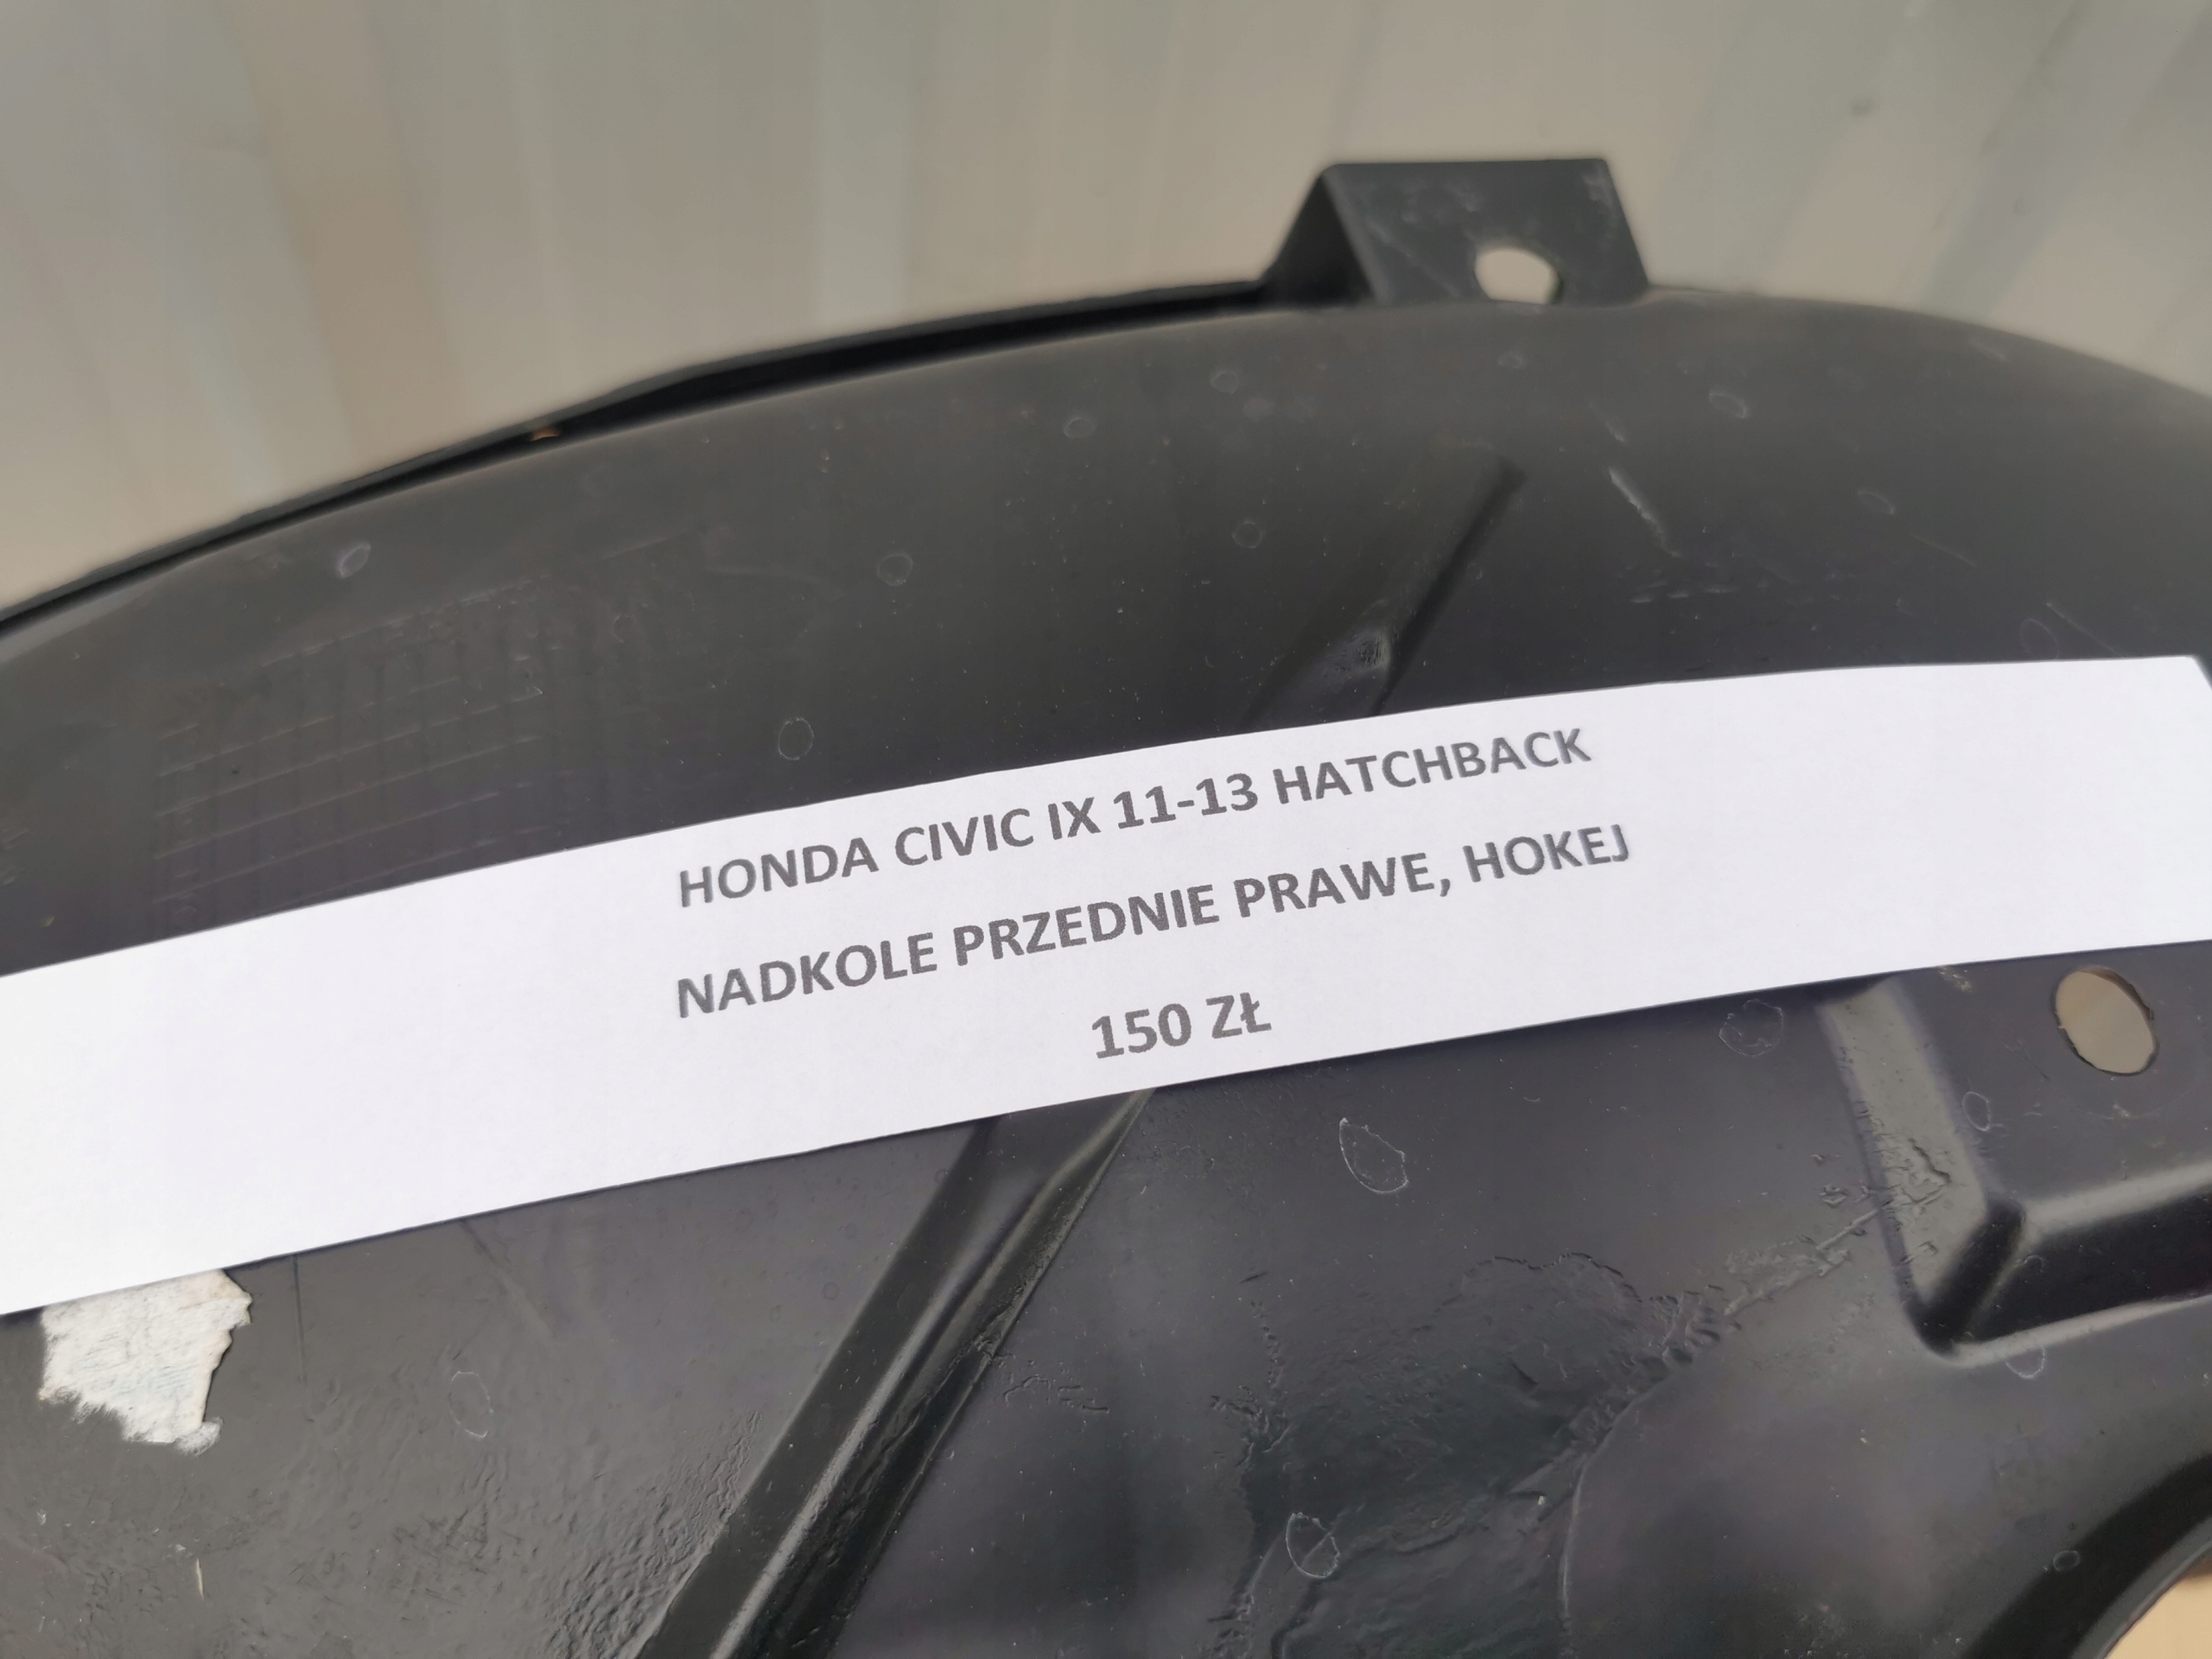 HONDA CIVIC IX 11-13 HATCHBACK
NADKOLE PRZEDNIE PRAWE, HOKEJ
150 ZŁ